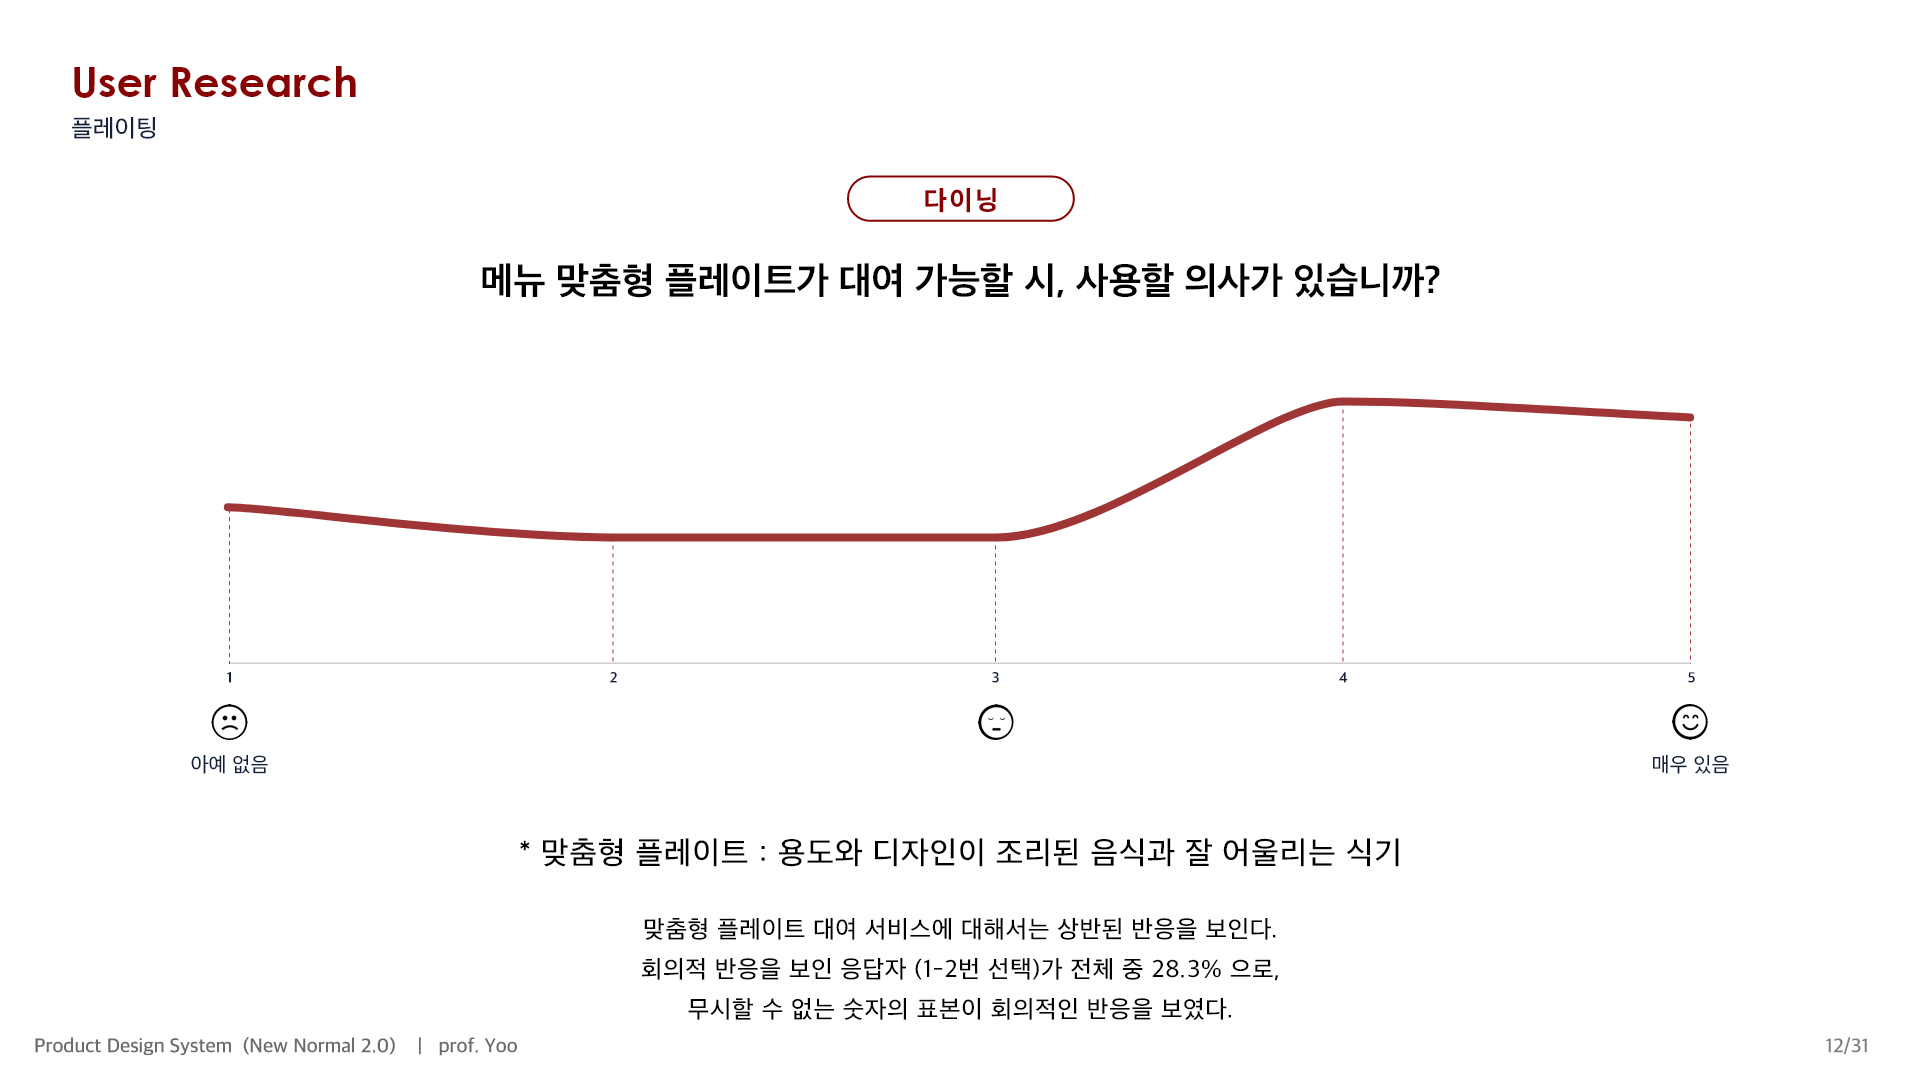 User Research
플레이팅
다이닝
메뉴 맞춤형 플레이트가 대여 가능할 시, 사용할 의사가 있습니까?
1 2 3 4 5
아예 없음 매우 있음
* 맞춤형 플레이트 : 용도와 디자인이 조리된 음식과 잘 어울리는 식기
맞춤형 플레이트 대여 서비스에 대해서는 상반된 반응을 보인다.
회의적 반응을 보인 응답자 (1-2번 선택)가 전체 중 28.3% 으로,
무시할 수 없는 숫자의 표본이 회의적인 반응을 보였다.
Product Design System (New Normal 2.0) | prof. Yoo 12/31